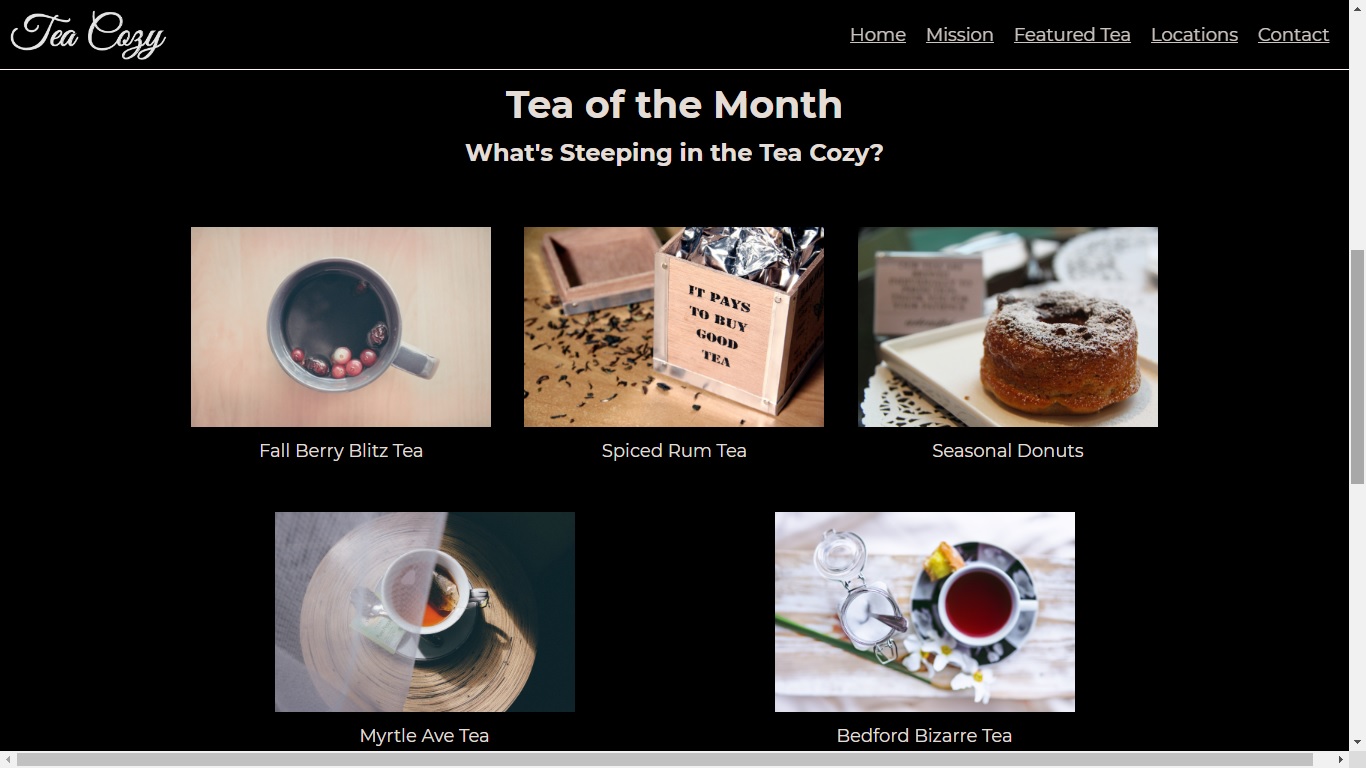 Tea Cozy
Home Mission Featured Tea Locations Contact
Tea of the Month
What's Steeping in the Tea Cozy?
IT PAYS
TO BUY
GOOD
TEA
Fall Berry Blitz Tea
Spiced Rum Tea
Seasonal Donuts
Myrtle Ave Tea
Bedford Bizarre Tea